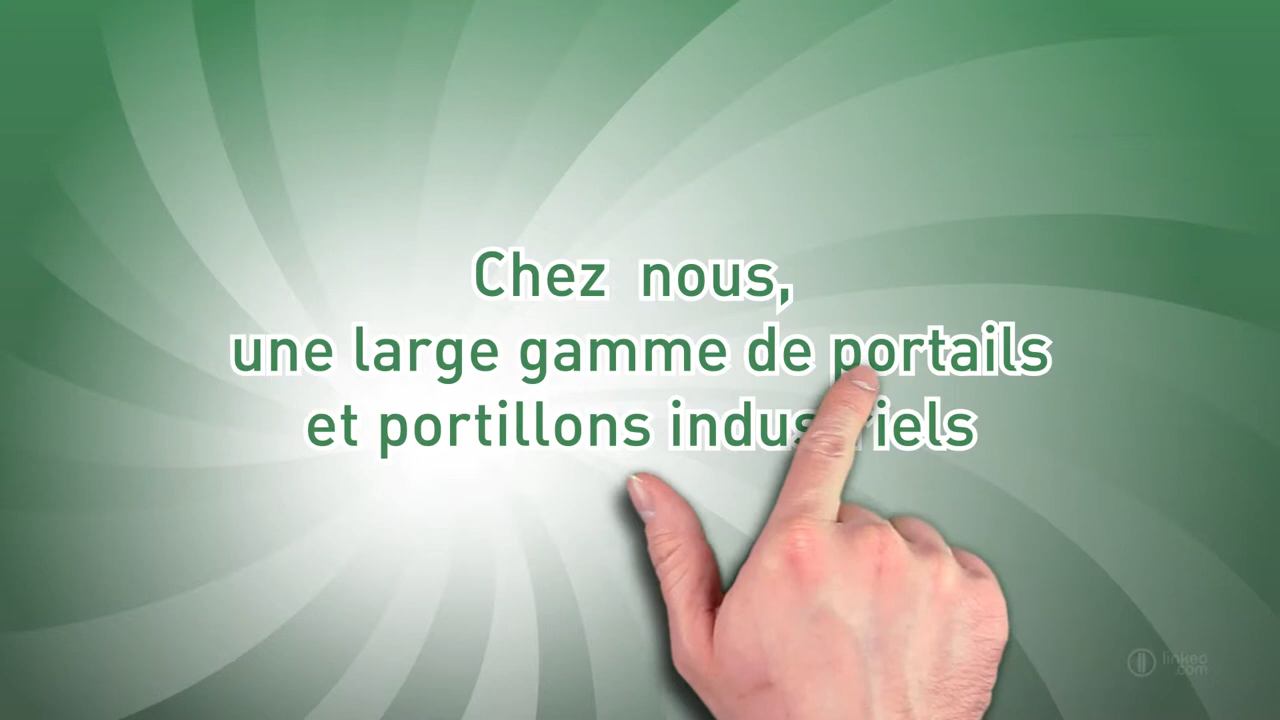 Chez nous,
une large gamme de portails
et portillons industriels
linkeo
.com